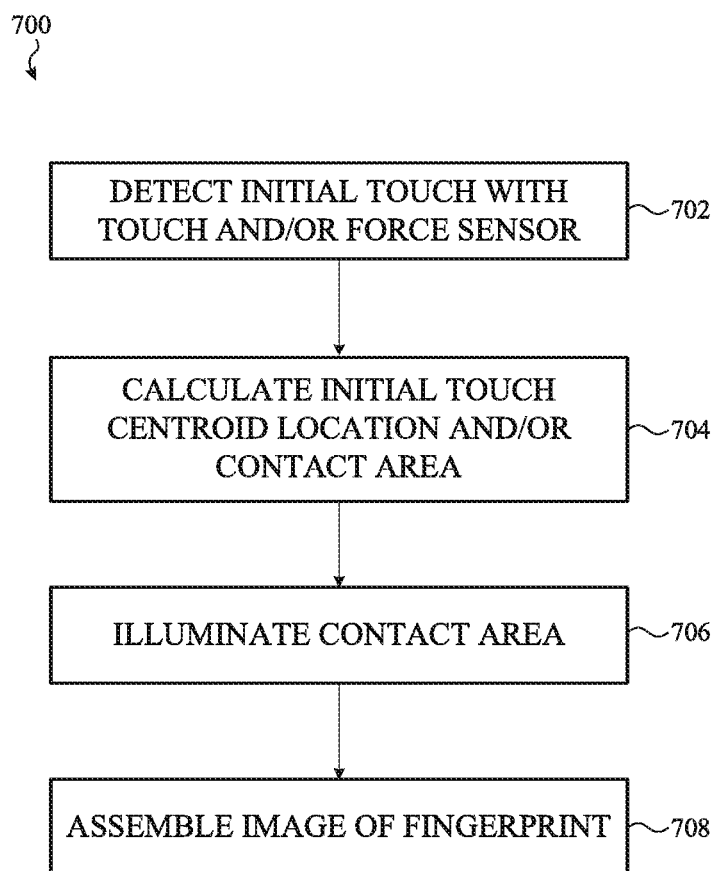 700
DETECT INITIAL TOUCH WITH
TOUCH AND/OR FORCE SENSOR
702
CALCULATE INITIAL TOUCH
CENTROID LOCATION AND/OR
CONTACT AREA
704
ILLUMINATE CONTACT AREA
706
ASSEMBLE IMAGE OF FINGERPRINT
708